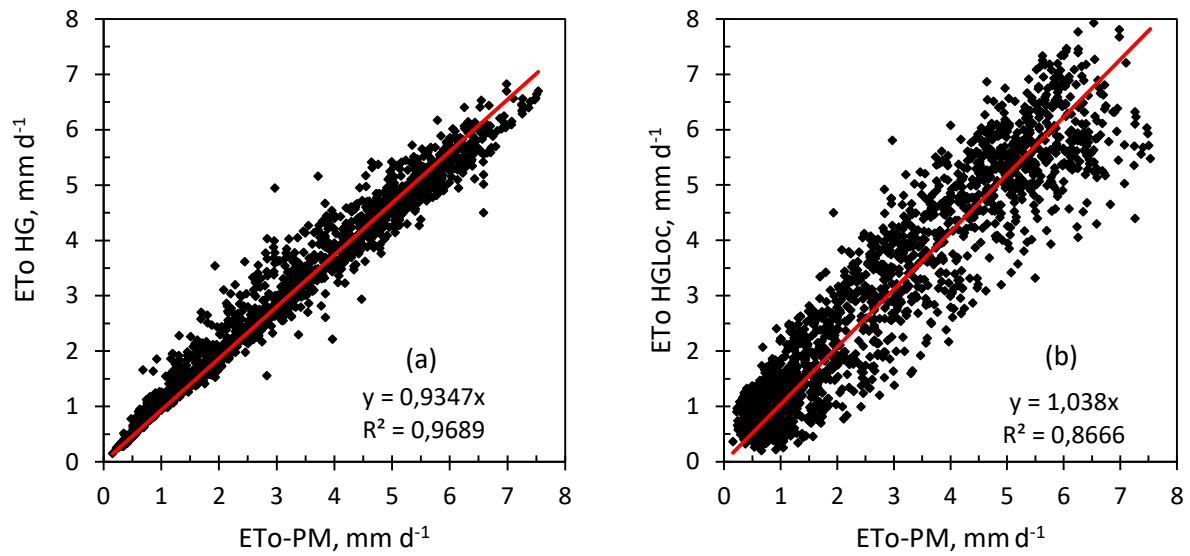 8
7
6
5
4
3
2
1
0
ETo HG, mm d⁻¹
(a)
y = 0,9347x
R² = 0,9689
0 1 2 3 4 5 6 7 8
ETo-PM, mm d⁻¹
8
7
6
5
4
3
2
1
0
ETo HGLoc, mm d⁻¹
(b)
y = 1,038x
R² = 0,8666
0 1 2 3 4 5 6 7 8
ETo-PM, mm d⁻¹